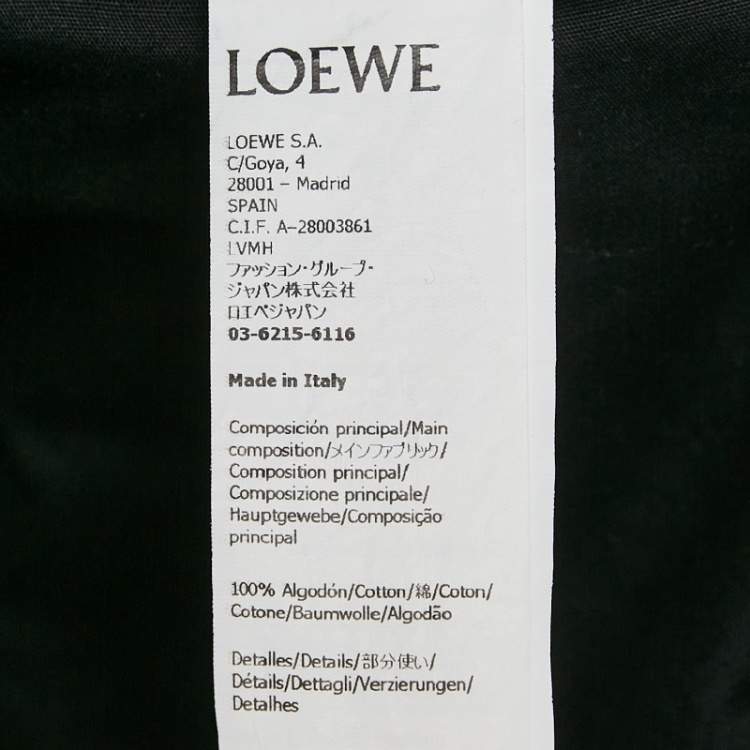 LOEWE
LOEWE S.A.
C/Goya, 4
28001 – Madrid
SPAIN
C.I.F. A-28003861
LVMH
ファッション・グループ・
ジャパン株式会社
ロエベジャパン
03-6215-6116
Made in Italy
Composición principal/Main
composition/メインファブリック/
Composition principal/
Composizione principale/
Hauptgewebe/Composição
principal
100% Algodón/Cotton/綿/Coton/
Cotone/Baumwolle/Algodão
Detalles/Details/部分使い/
Détails/Dettagli/Verzierungen/
Detalhes